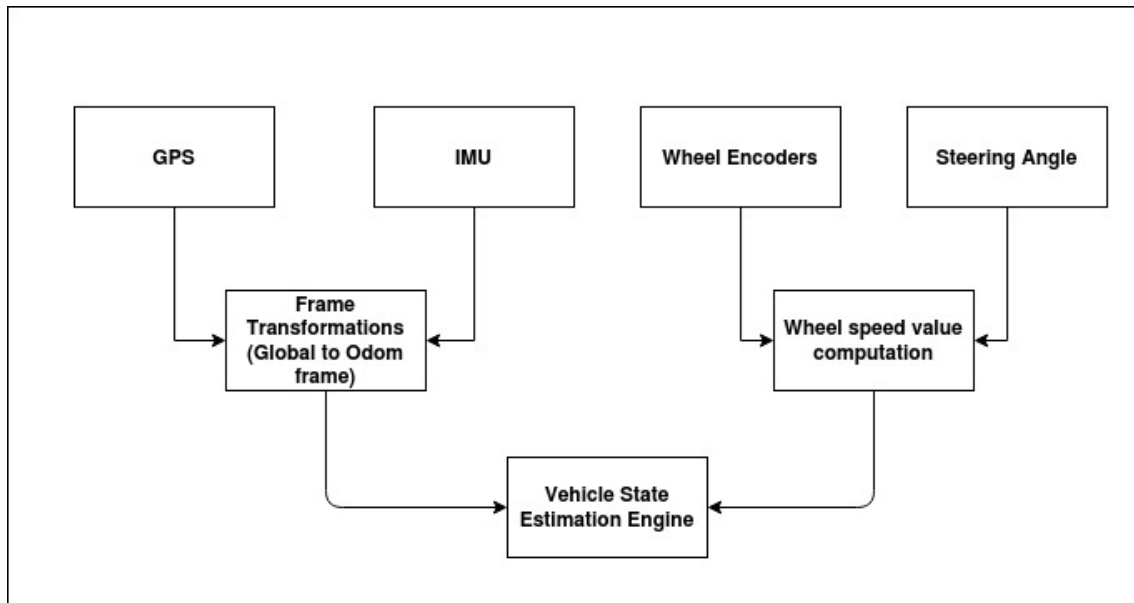 GPS
IMU
Wheel Encoders
Steering Angle
Frame
Transformations
(Global to Odom
frame)
Wheel speed value
computation
Vehicle State
Estimation Engine